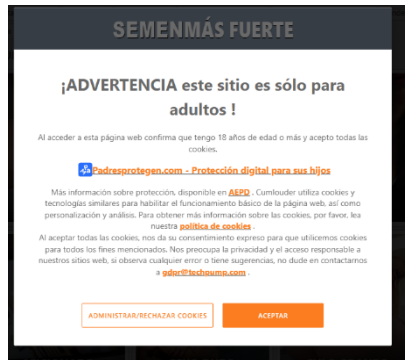 SEMENMÁS FUERTE
¡ADVERTENCIA este sitio es sólo para
adultos !
Al acceder a esta página web confirma que tengo 18 años de edad o más y acepto todas las
cookies.
Padresprotegen.com - Protección digital para sus hijos
Más información sobre protección, disponible en AEPD . Cumlouder utiliza cookies y
tecnologías similares para habilitar el funcionamiento básico de la página web, así como
personalización y análisis. Para obtener más información sobre las cookies, por favor, lea
nuestra política de cookies .
Al aceptar todas las cookies, nos da su consentimiento expreso para que utilicemos cookies
para todos los fines mencionados. Nos preocupa la privacidad y el acceso responsable a
nuestros sitios web, si observa cualquier error o tiene sugerencias, no dude en contactarnos
a gdpr@techpump.com .
ADMINISTRAR/RECHAZAR COOKIES
ACEPTAR